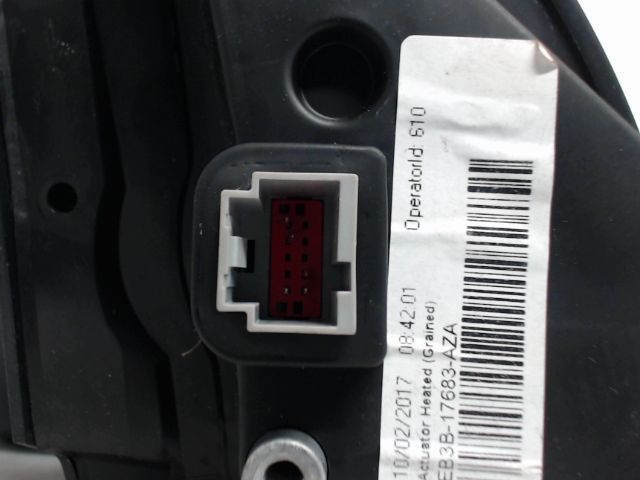 OperatorId: 610
10/02/2017 08:42:01
Actuator Heated (Grained)
EB3B-17683-AZA